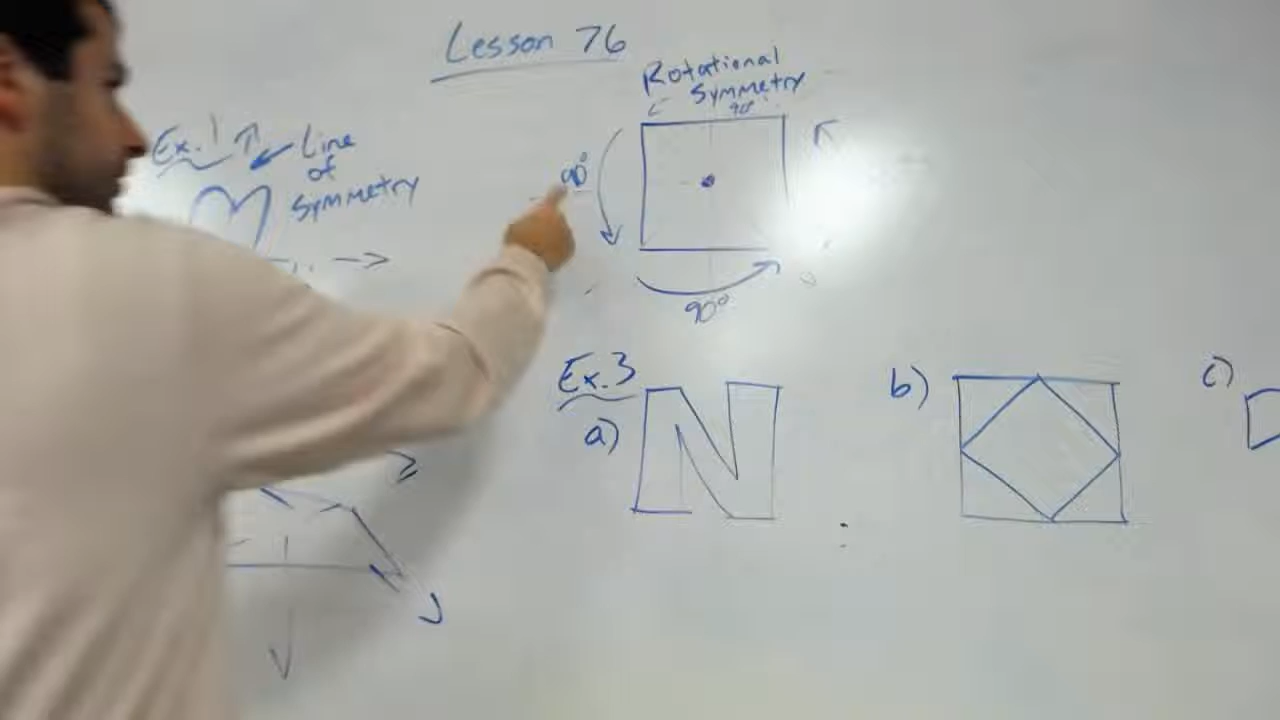 Lesson 76
Rotational
Symmetry
90°
Ex. 1
Line
of
Symmetry
90°
90°
Ex. 3
a)
N
b)
c)